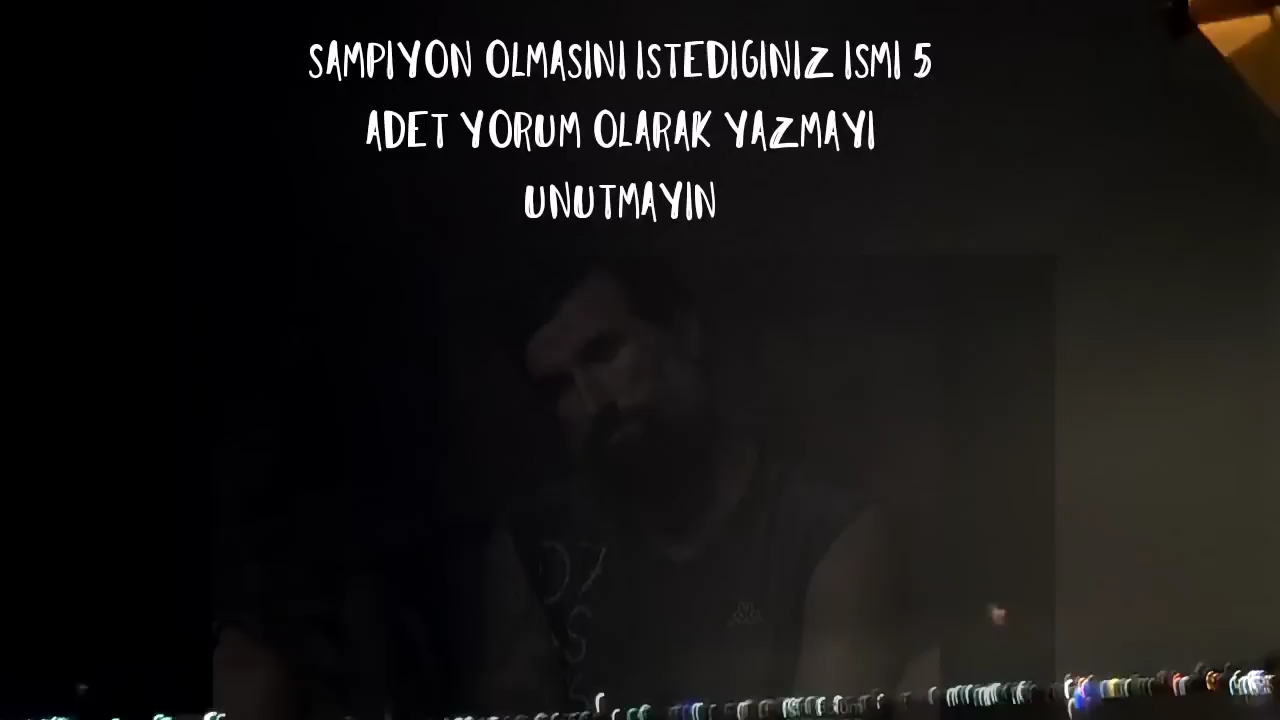 SAMPIYON OLMASINI ISTEDIGINIZ ISMI 5
ADET YORUM OLARAK YAZMAYI
UNUTMAYIN